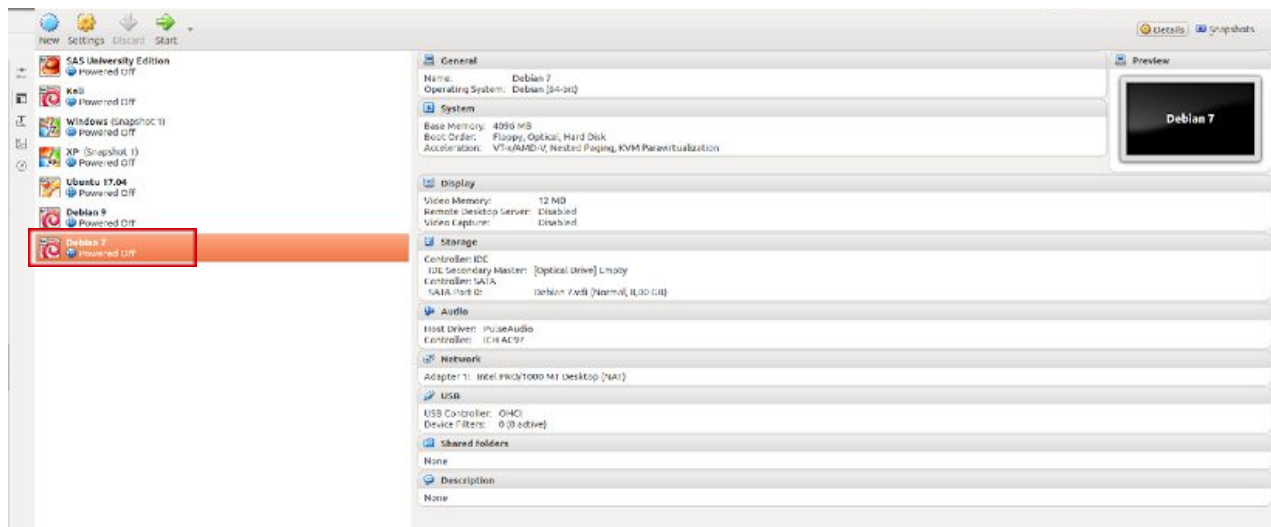 New Settings Discard Start
Details Snapshots
SAS University Edition
Powered Off
Powered Off
Windows (Snapshot 1)
Powered Off
XP (Snapshot 1)
Powered Off
Ubuntu 17.04
Powered Off
Debian 9
Powered Off
Debian 7
Powered Off
General
Name: Debian 7
Operating System: Debian (64-bit)
System
Base Memory: 4096 MB
Boot Order: Floppy, Optical, Hard Disk
Acceleration: VT-x/AMD-V, Nested Paging, KVM Paravirtualization
Preview
Debian 7
Display
Video Memory: 12 MB
Remote Desktop Server: Disabled
Video Capture: Disabled
Storage
Controller: IDE
IDE Secondary Master: [Optical Drive] Empty
Controller: SATA
SATA Port 0: Debian 7.vdi (Normal, 8,00 GB)
Audio
Host Driver: PulseAudio
Controller: ICH AC97
Network
Adapter 1: Intel PRO/1000 MT Desktop (NAT)
USB
USB Controller: OHCI
Device Filters: 0 (0 active)
Shared folders
None
Description
None